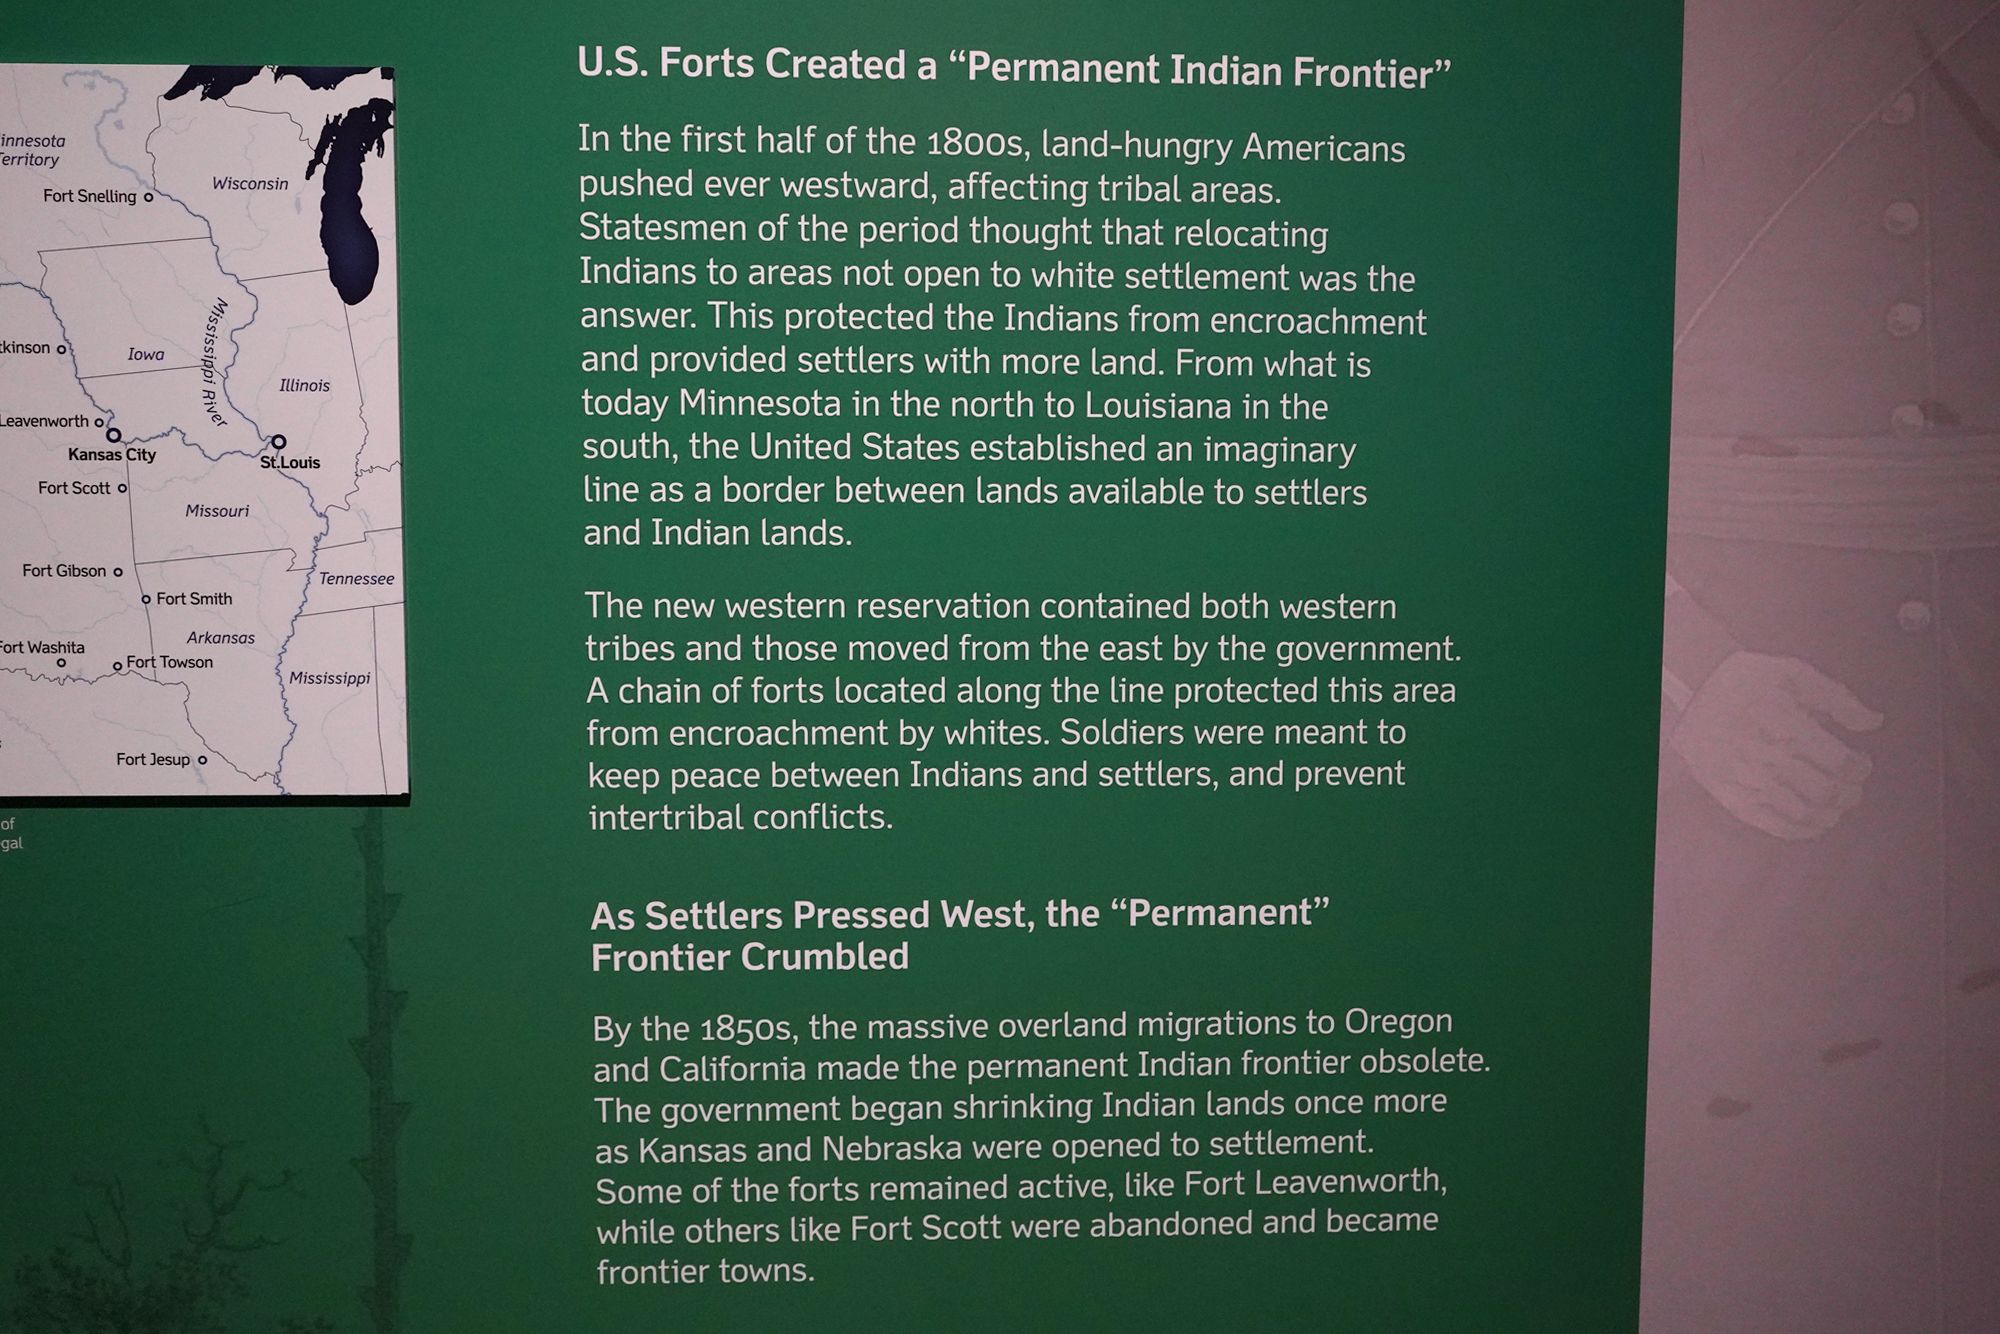 innesota
erritory
Wisconsin
Fort Snelling
Mississippi River
tkinson
Iowa
Illinois
Leavenworth
Kansas City
St.Louis
Fort Scott
Missouri
Fort Gibson
Tennessee
Fort Smith
Arkansas
Fort Washita
Fort Towson
Mississippi
Fort Jesup
of
gal
U.S. Forts Created a “Permanent Indian Frontier”
In the first half of the 1800s, land-hungry Americans
pushed ever westward, affecting tribal areas.
Statesmen of the period thought that relocating
Indians to areas not open to white settlement was the
answer. This protected the Indians from encroachment
and provided settlers with more land. From what is
today Minnesota in the north to Louisiana in the
south, the United States established an imaginary
line as a border between lands available to settlers
and Indian lands.
The new western reservation contained both western
tribes and those moved from the east by the government.
A chain of forts located along the line protected this area
from encroachment by whites. Soldiers were meant to
keep peace between Indians and settlers, and prevent
intertribal conflicts.
As Settlers Pressed West, the “Permanent”
Frontier Crumbled
By the 1850s, the massive overland migrations to Oregon
and California made the permanent Indian frontier obsolete.
The government began shrinking Indian lands once more
as Kansas and Nebraska were opened to settlement.
Some of the forts remained active, like Fort Leavenworth,
while others like Fort Scott were abandoned and became
frontier towns.